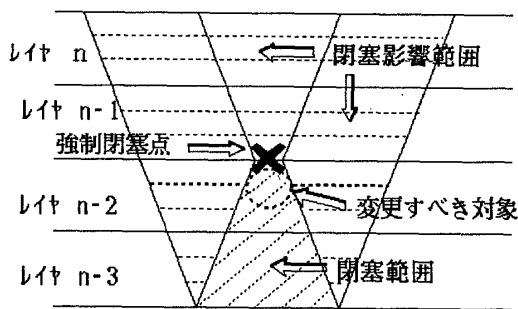 レイヤ n
閉塞影響範囲
レイヤ n-1
強制閉塞点
レイヤ n-2
変更すべき対象
レイヤ n-3
閉塞範囲